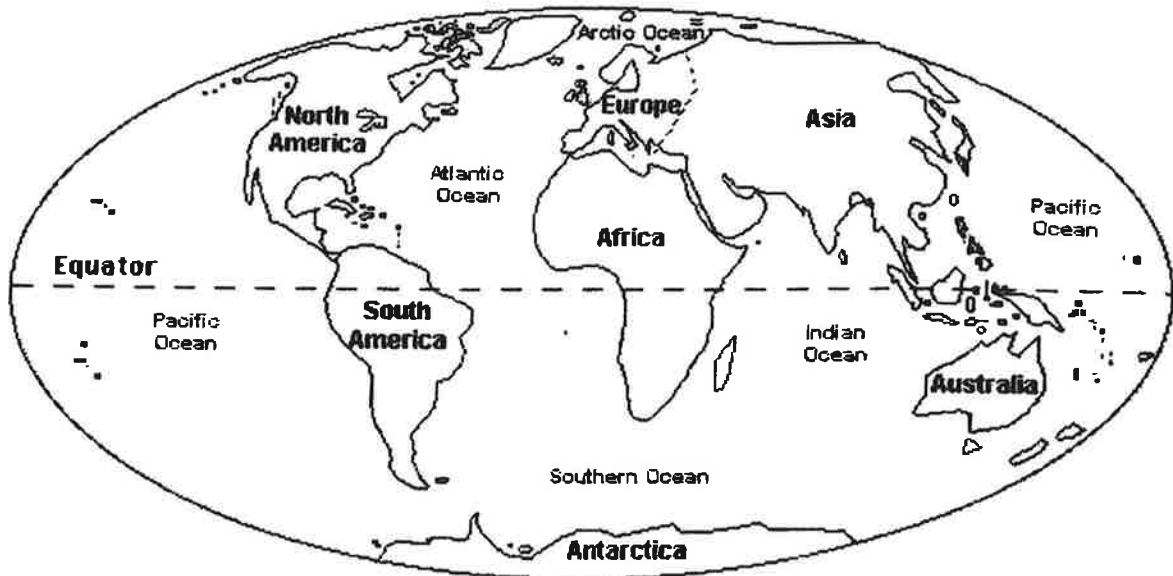 Arctic Ocean
North
America
Europe
Asia
Atlantic
Ocean
Pacific
Ocean
Africa
Equator
Pacific
Ocean
South
America
Indian
Ocean
Australia
Southern Ocean
Antarctica